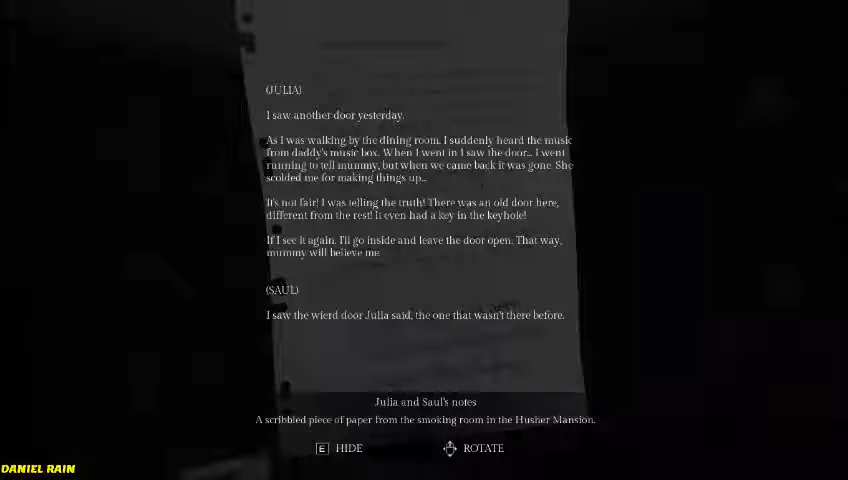 (JULIA)
I saw another door yesterday.
As I was walking by the dining room, I suddenly heard the music
from daddy's music box. When I went in I saw the door... I went
running to tell mummy, but when we came back it was gone. She
scolded me for making things up...
It's not fair! I was telling the truth! There was an old door here,
different from the rest! It even had a key in the keyhole!
If I see it again, I'll go inside and leave the door open. That way,
mummy will believe me.
(SAUL)
I saw the wierd door Julia said, the one that wasn't there before.
Julia and Saul's notes
A scribbled piece of paper from the smoking room in the Husher Mansion.
E HIDE
ROTATE
DANIEL RAIN